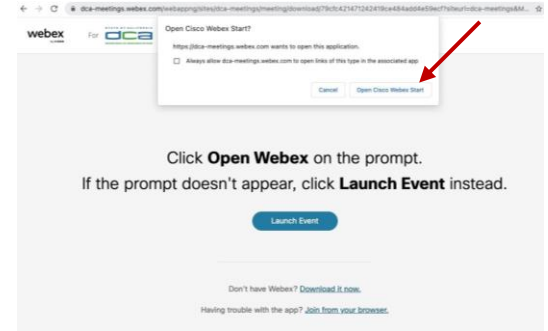 dca-meetings.webex.com/webappng/sites/dca-meetings/meeting/download/79cfc421471242419ce484add4e59ecf?siteurl=dca-meetings&M...
webex
For dca
Open Cisco Webex Start?
https://dca-meetings.webex.com wants to open this application.
Always allow dca-meetings.webex.com to open links of this type in the associated app
Cancel Open Cisco Webex Start
Click Open Webex on the prompt.
If the prompt doesn't appear, click Launch Event instead.
Launch Event
Don't have Webex? Download it now.
Having trouble with the app? Join from your browser.